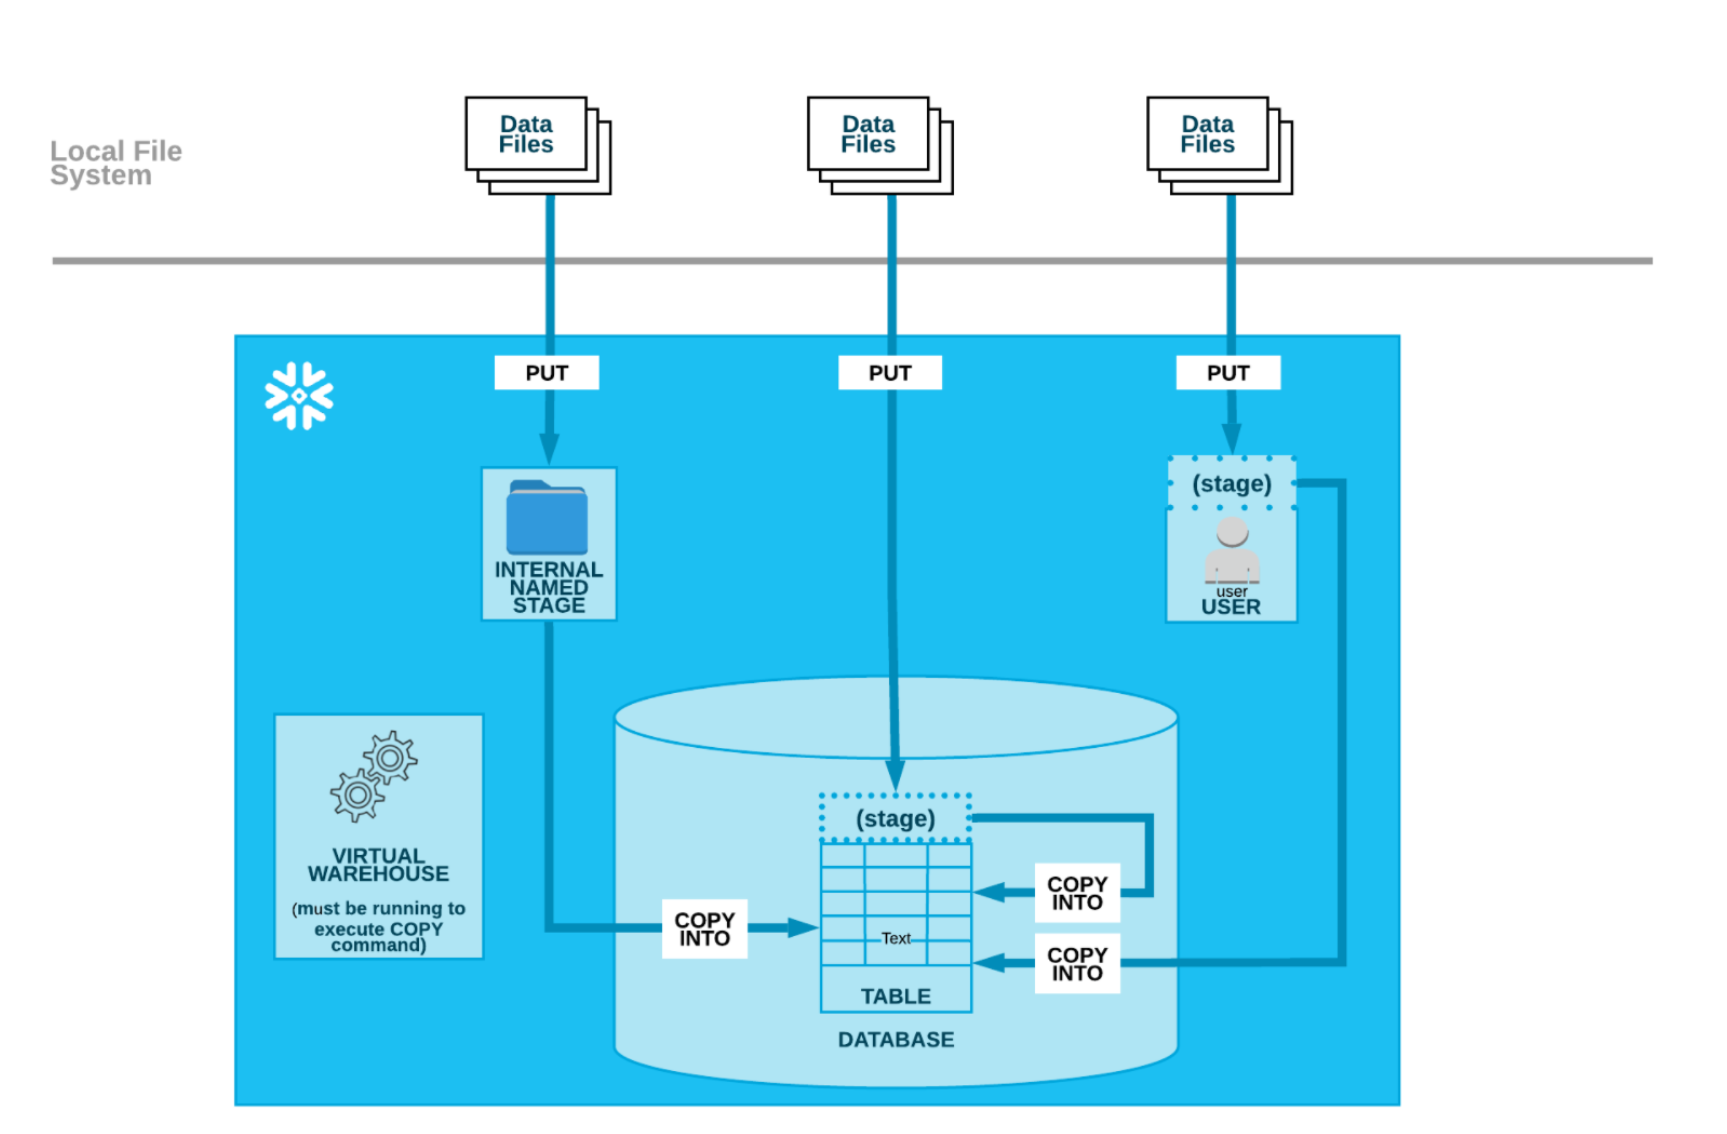 Data
Files
Data
Files
Data
Files
Local File
System
PUT
PUT
PUT
(stage)
user
USER
INTERNAL
NAMED
STAGE
(stage)
VIRTUAL
WAREHOUSE
(must be running to
execute COPY
command)
COPY
INTO
COPY
INTO
Text
COPY
INTO
TABLE
DATABASE